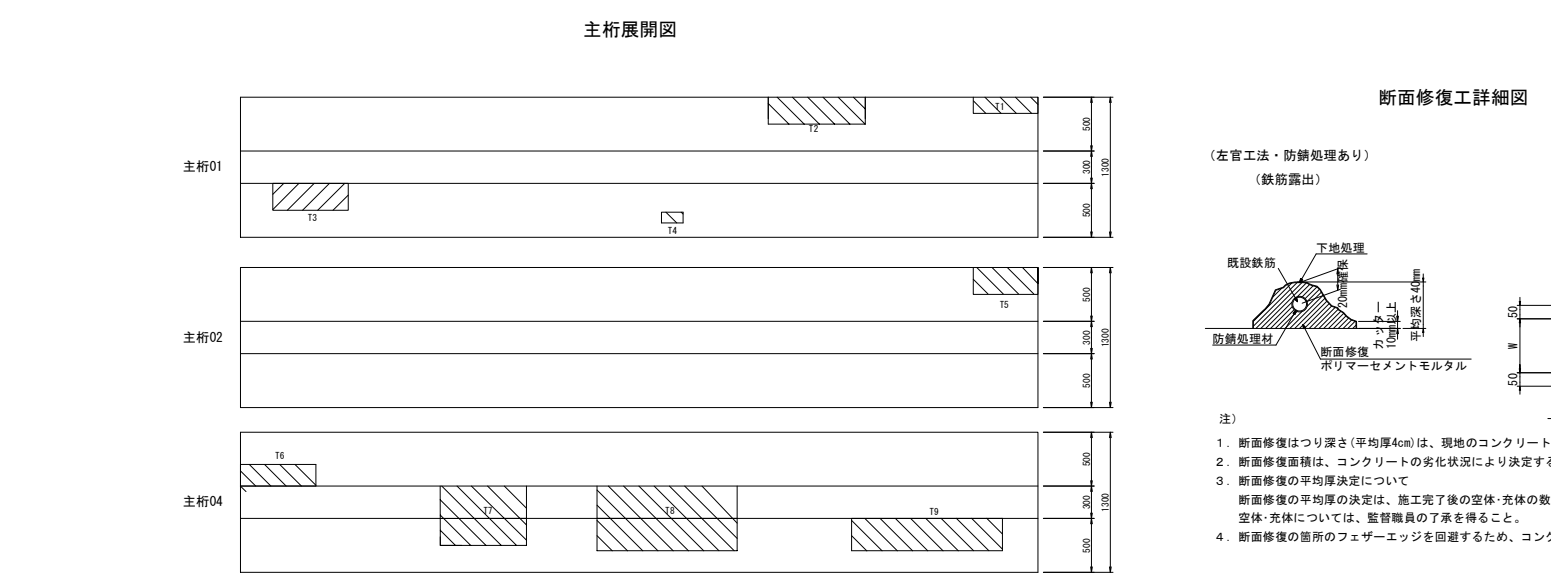 主桁展開図
主桁01
T1
T2
T3
T4
500
300
500
1300
主桁02
T5
500
300
500
1300
主桁04
T6
T7
T8
T9
500
300
500
1300
断面修復工詳細図
(左官工法・防錆処理あり)
(鉄筋露出)
下地処理
既設鉄筋
20mm確保
カッター
10mm以上
平均深さ40mm
防錆処理材
断面修復
ポリマーセメントモルタル
50
W
50
注)
1. 断面修復はつり深さ(平均厚4cm)は、現地のコンクリート
2. 断面修復面積は、コンクリートの劣化状況により決定する
3. 断面修復の平均厚決定について
断面修復の平均厚の決定は、施工完了後の空体･充体の数
空体･充体については、監督職員の了承を得ること。
4. 断面修復の箇所のフェザーエッジを回避するため、コンク